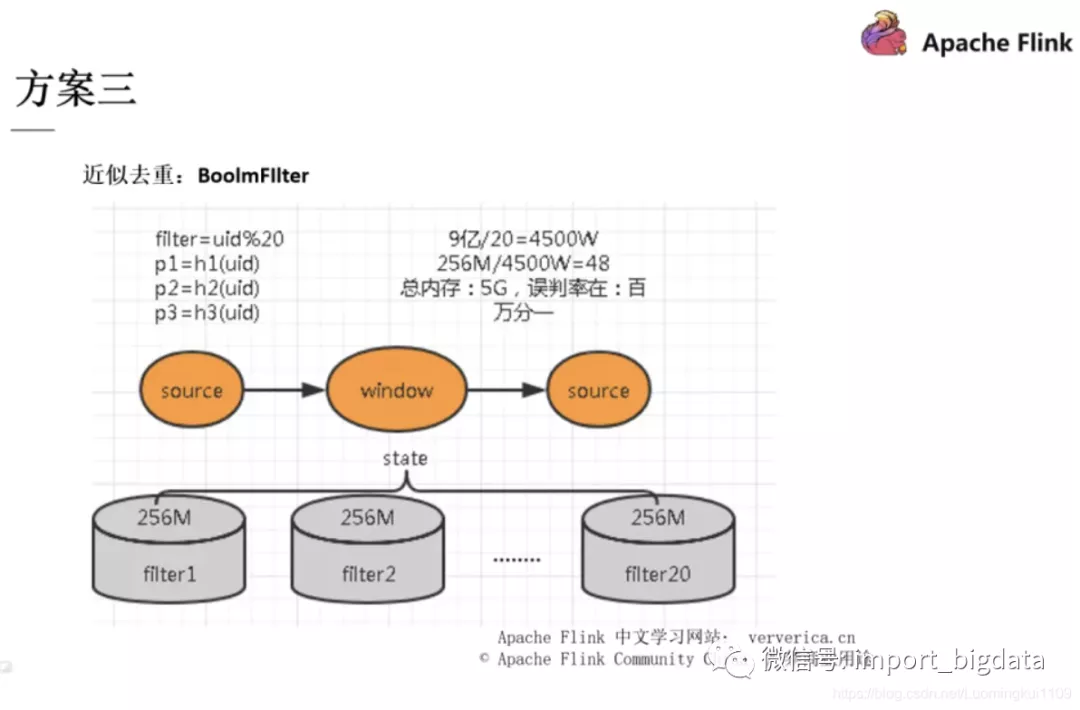 Apache Flink
方案三
近似去重：BoolmFIlter
filter=uid%20
p1=h1(uid)
p2=h2(uid)
p3=h3(uid)
9亿/20=4500W
256M/4500W=48
总内存：5G，误判率在：百
万分一
source
window
source
state
256M
256M
256M
filter1
filter2
........
filter20
Apache Flink 中文学习网站： ververica.cn
© Apache Flink Community
微信号: import_bigdata
https://blog.csdn.net/Luomingkui1109